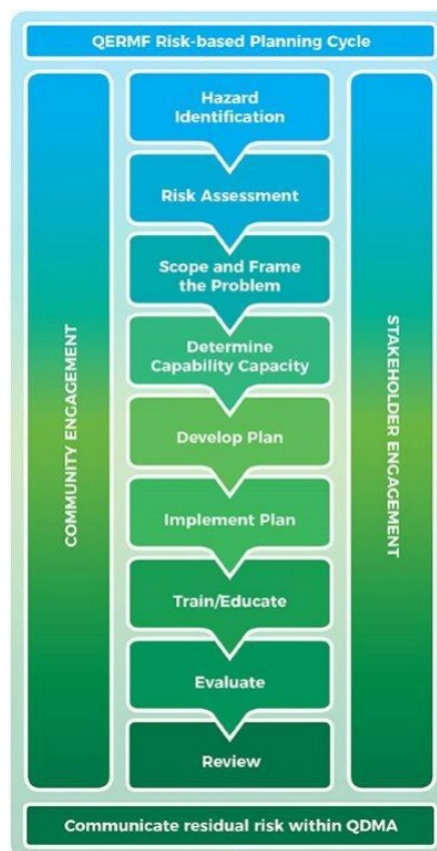 QERMF Risk-based Planning Cycle
COMMUNITY ENGAGEMENT
Hazard
Identification
Risk Assessment
Scope and Frame
the Problem
Determine
Capability Capacity
Develop Plan
Implement Plan
Train/Educate
Evaluate
Review
STAKEHOLDER ENGAGEMENT
Communicate residual risk within QDMA